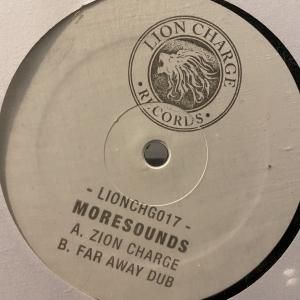 LION CHARGE
• RECORDS •
- LIONCHG017 -
MORESOUNDS
A. ZION CHARGE
B. FAR AWAY DUB